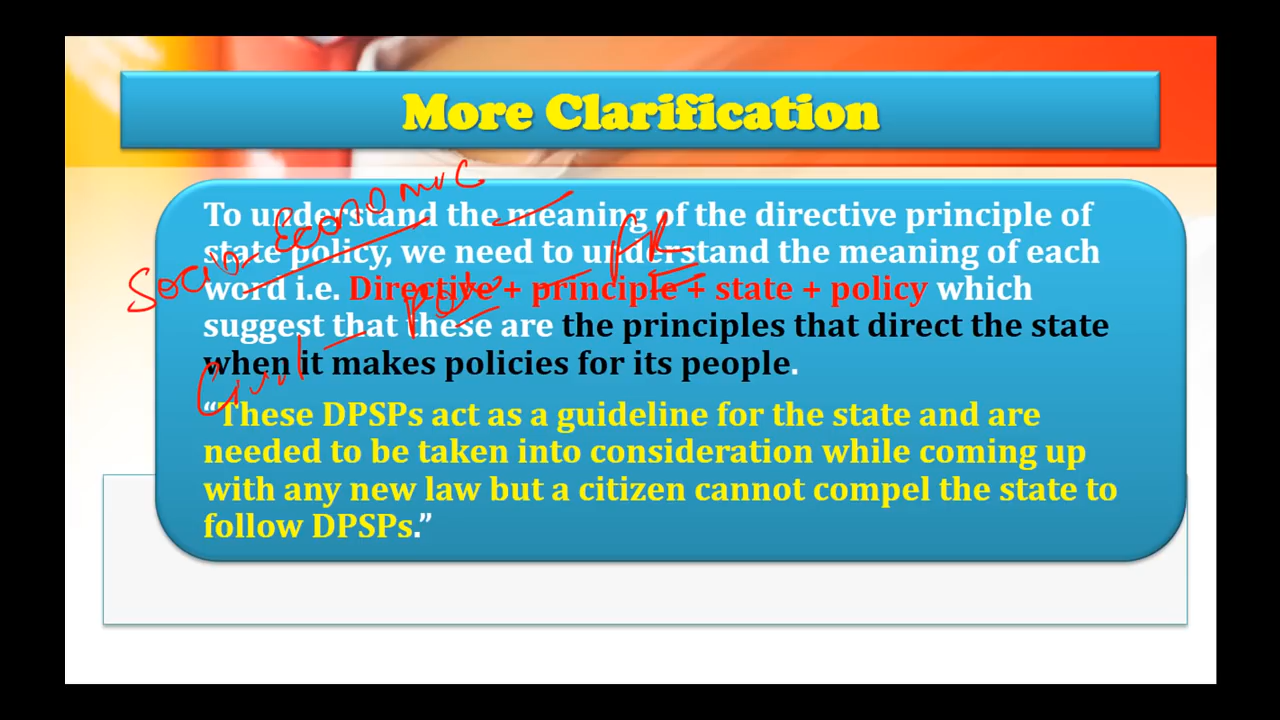 More Clarification
To understand the meaning of the directive principle of
state policy, we need to understand the meaning of each
word i.e. Directive + principle + state + policy which
suggest that these are the principles that direct the state
when it makes policies for its people.
“These DPSPs act as a guideline for the state and are
needed to be taken into consideration while coming up
with any new law but a citizen cannot compel the state to
follow DPSPs.”
Socio-Economic
FR
Civil